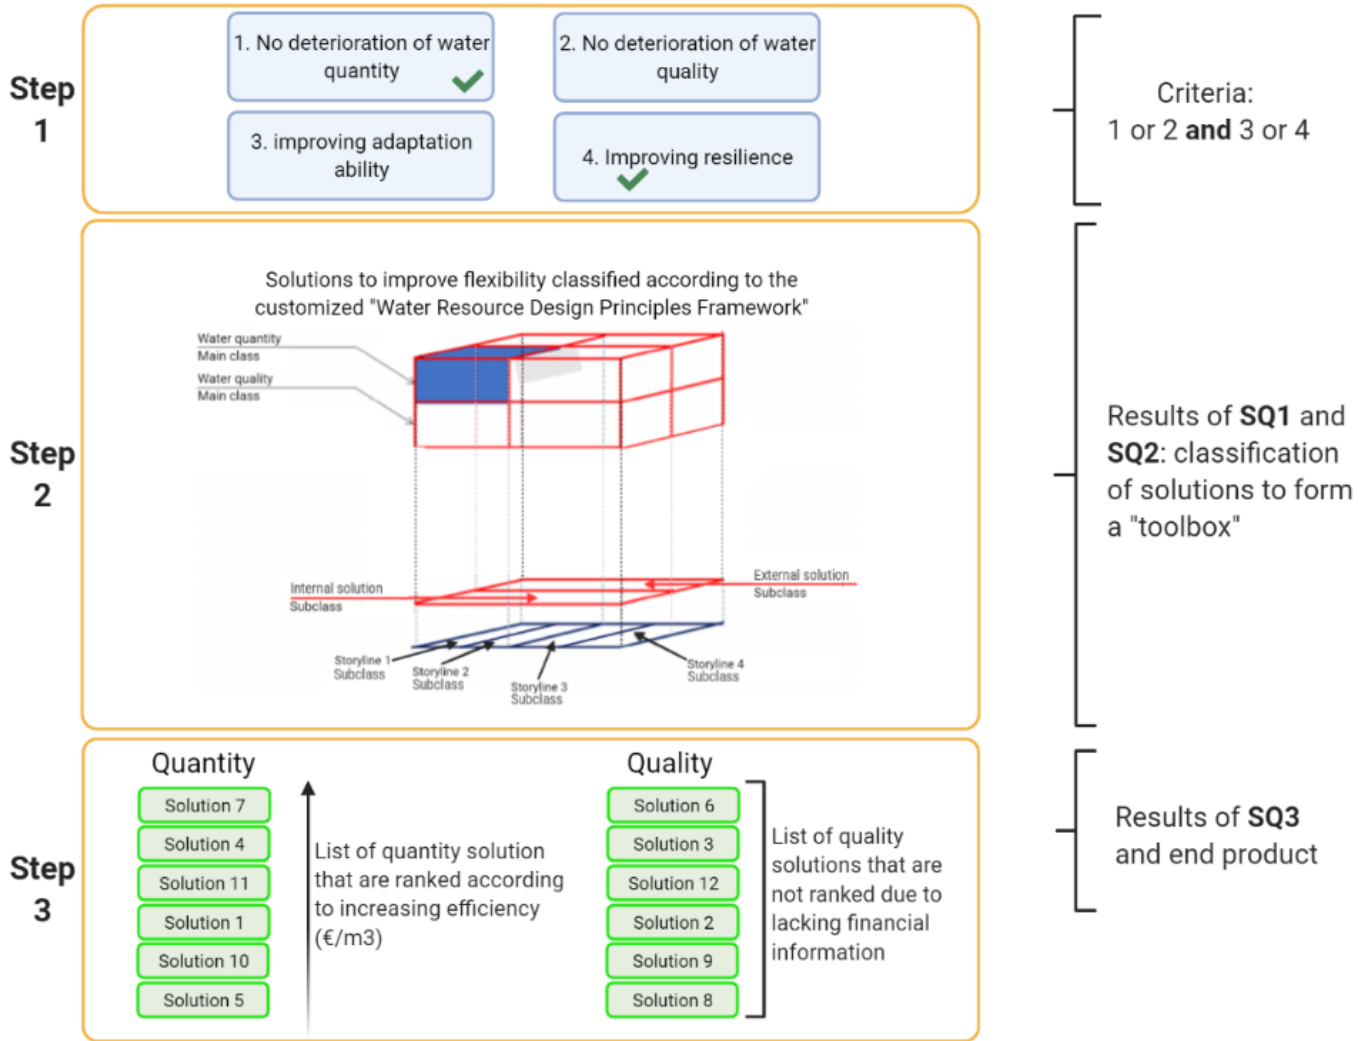 Step
1
1. No deterioration of water
quantity
2. No deterioration of water
quality
3. improving adaptation
ability
4. Improving resilience
Criteria:
1 or 2 and 3 or 4
Step
2
Solutions to improve flexibility classified according to the
customized "Water Resource Design Principles Framework"
Water quantity
Main class
Water quality
Main class
Internal solution
Subclass
External solution
Subclass
Storyline 1
Subclass
Storyline 2
Subclass
Storyline 3
Subclass
Storyline 4
Subclass
Results of SQ1 and
SQ2: classification
of solutions to form
a "toolbox"
Step
3
Quantity
Solution 7
Solution 4
Solution 11
Solution 1
Solution 10
Solution 5
List of quantity solution
that are ranked according
to increasing efficiency
(€/m3)
Quality
Solution 6
Solution 3
Solution 12
Solution 2
Solution 9
Solution 8
List of quality
solutions that are
not ranked due to
lacking financial
information
Results of SQ3
and end product